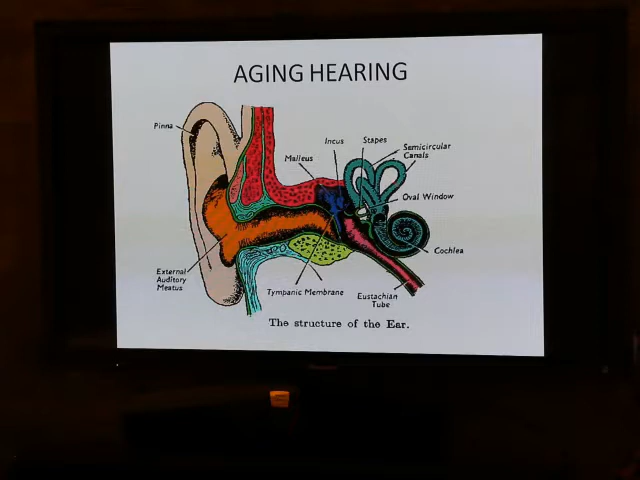 AGING HEARING
Pinna
Incus
Stapes
Malleus
Semicircular
Canals
Oval Window
Cochlea
External
Auditory
Meatus
Tympanic Membrane
Eustachian
Tube
The structure of the Ear.